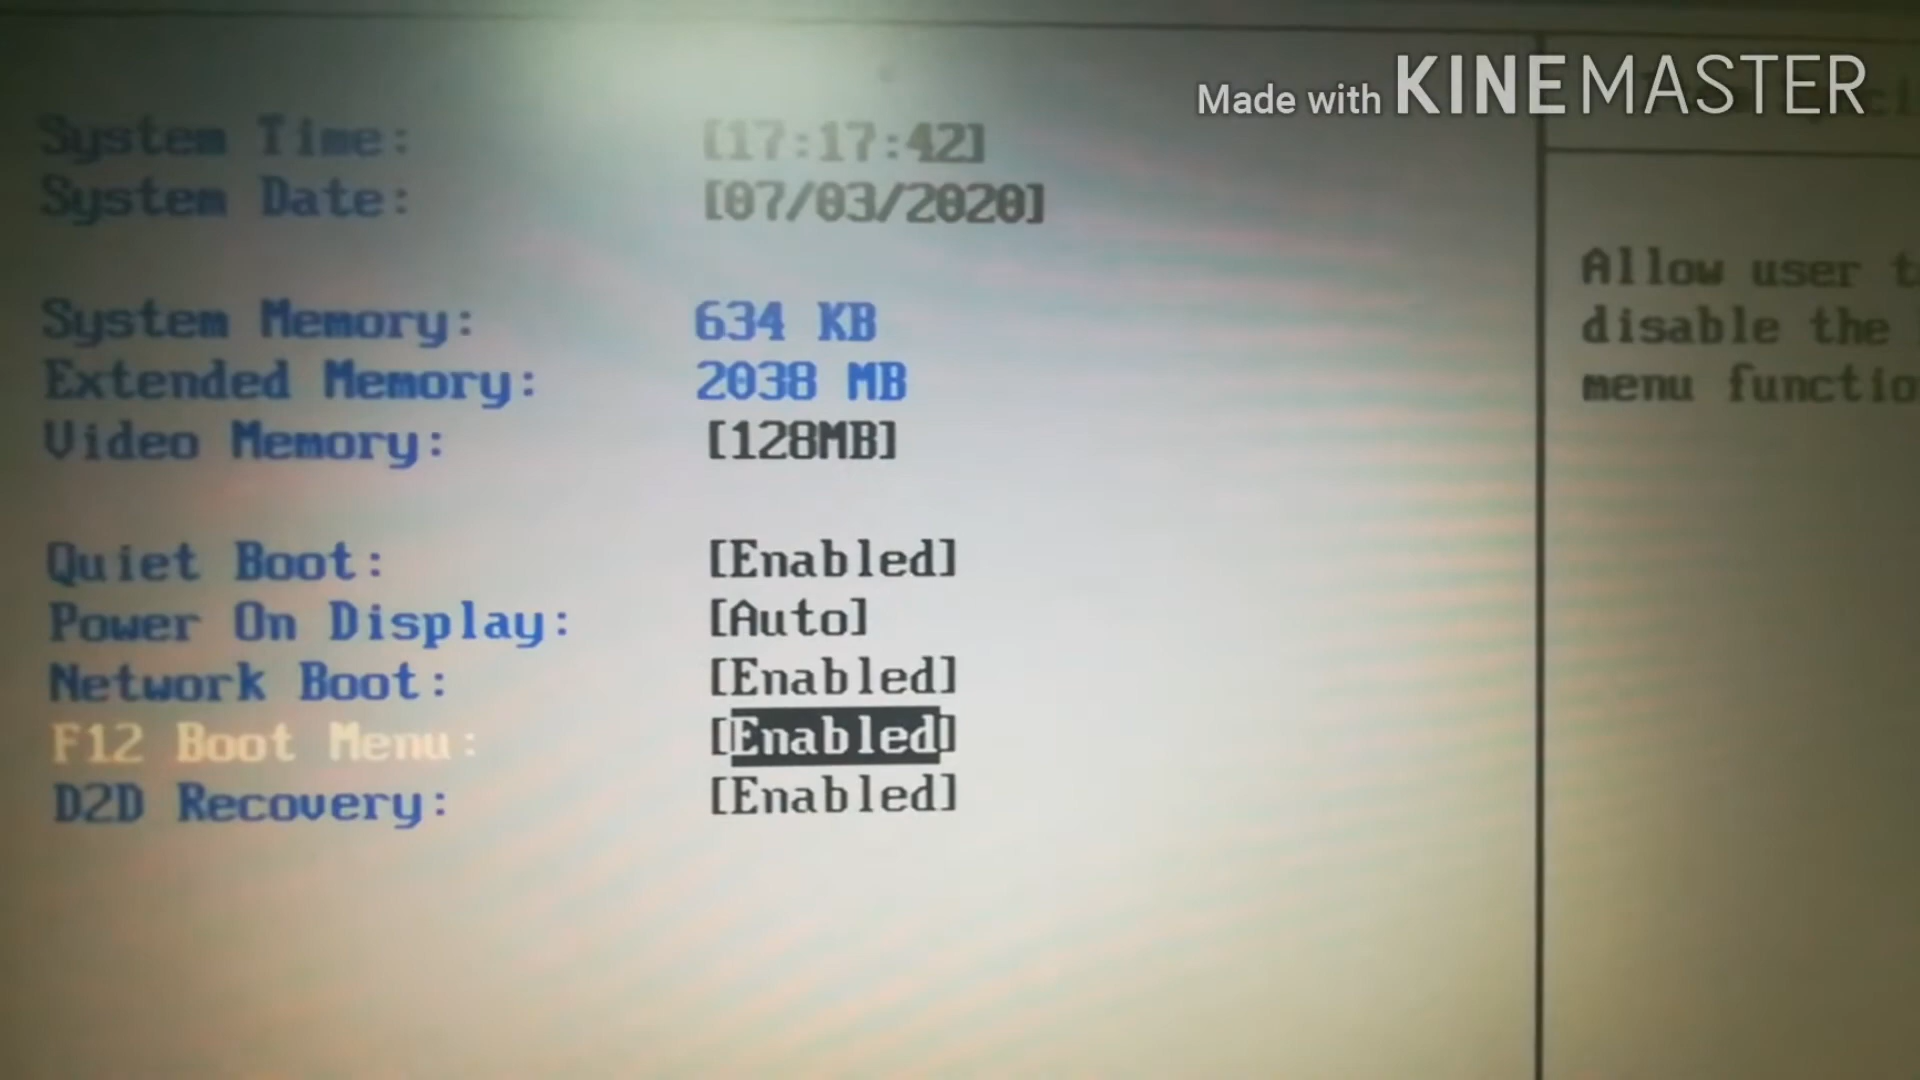 Made with KINEMASTER
System Time: [17:17:42]
System Date: [07/03/2020]
System Memory: 634 KB
Extended Memory: 2038 MB
Video Memory: [128MB]
Quiet Boot: [Enabled]
Power On Display: [Auto]
Network Boot: [Enabled]
F12 Boot Menu: [Enabled]
D2D Recovery: [Enabled]
Allow user
disable the
menu